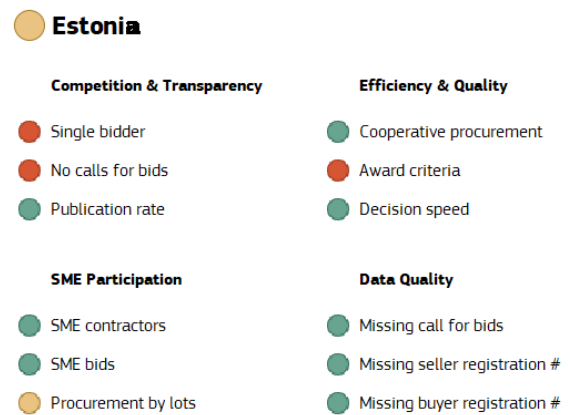 Estonia
Competition & Transparency
Single bidder
No calls for bids
Publication rate
Efficiency & Quality
Cooperative procurement
Award criteria
Decision speed
SME Participation
SME contractors
SME bids
Procurement by lots
Data Quality
Missing call for bids
Missing seller registration #
Missing buyer registration #